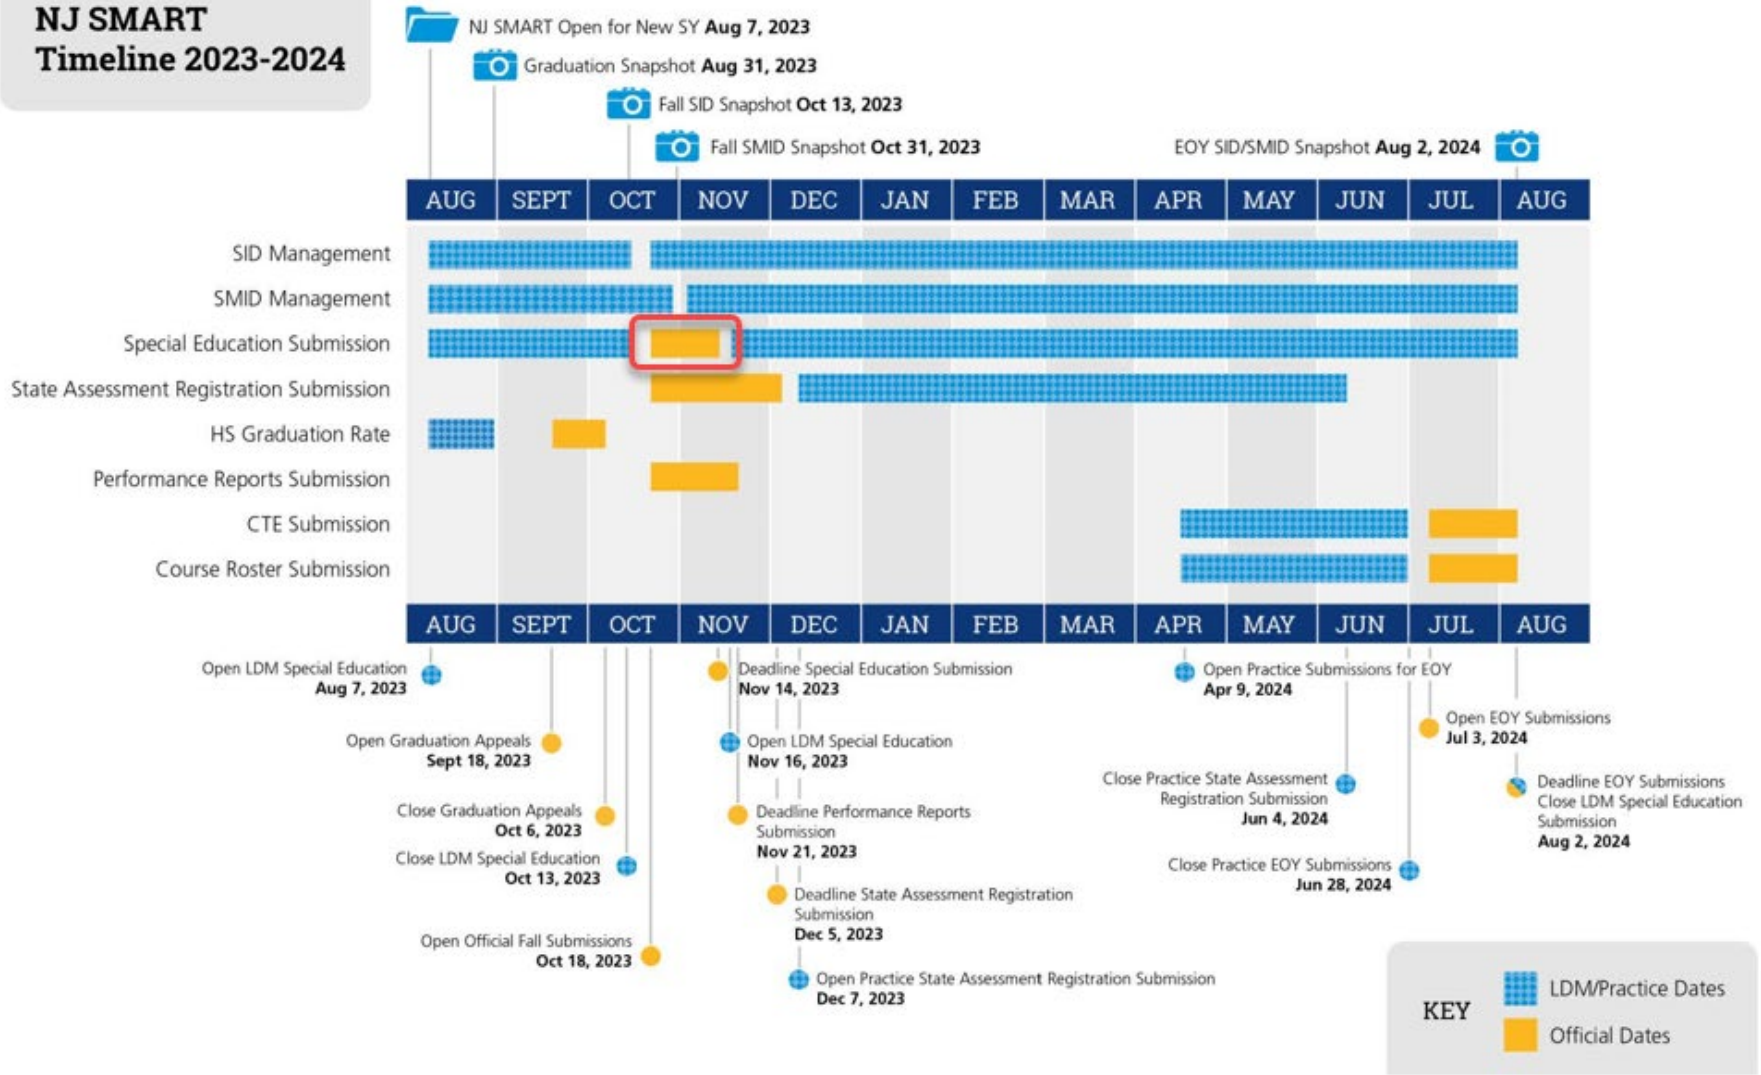 NJ SMART
Timeline 2023-2024
NJ SMART Open for New SY Aug 7, 2023
Graduation Snapshot Aug 31, 2023
Fall SID Snapshot Oct 13, 2023
Fall SMID Snapshot Oct 31, 2023
EOY SID/SMID Snapshot Aug 2, 2024
AUG SEPT OCT NOV DEC JAN FEB MAR APR MAY JUN JUL AUG
SID Management
SMID Management
Special Education Submission
State Assessment Registration Submission
HS Graduation Rate
Performance Reports Submission
CTE Submission
Course Roster Submission
AUG SEPT OCT NOV DEC JAN FEB MAR APR MAY JUN JUL AUG
Open LDM Special Education
Aug 7, 2023
Open Graduation Appeals
Sept 18, 2023
Close Graduation Appeals
Oct 6, 2023
Close LDM Special Education
Oct 13, 2023
Open Official Fall Submissions
Oct 18, 2023
Deadline Special Education Submission
Nov 14, 2023
Open LDM Special Education
Nov 16, 2023
Deadline Performance Reports
Submission
Nov 21, 2023
Deadline State Assessment Registration
Submission
Dec 5, 2023
Open Practice State Assessment Registration Submission
Dec 7, 2023
Open Practice Submissions for EOY
Apr 9, 2024
Close Practice State Assessment
Registration Submission
Jun 4, 2024
Close Practice EOY Submissions
Jun 28, 2024
Open EOY Submissions
Jul 3, 2024
Deadline EOY Submissions
Close LDM Special Education
Submission
Aug 2, 2024
KEY
LDM/Practice Dates
Official Dates